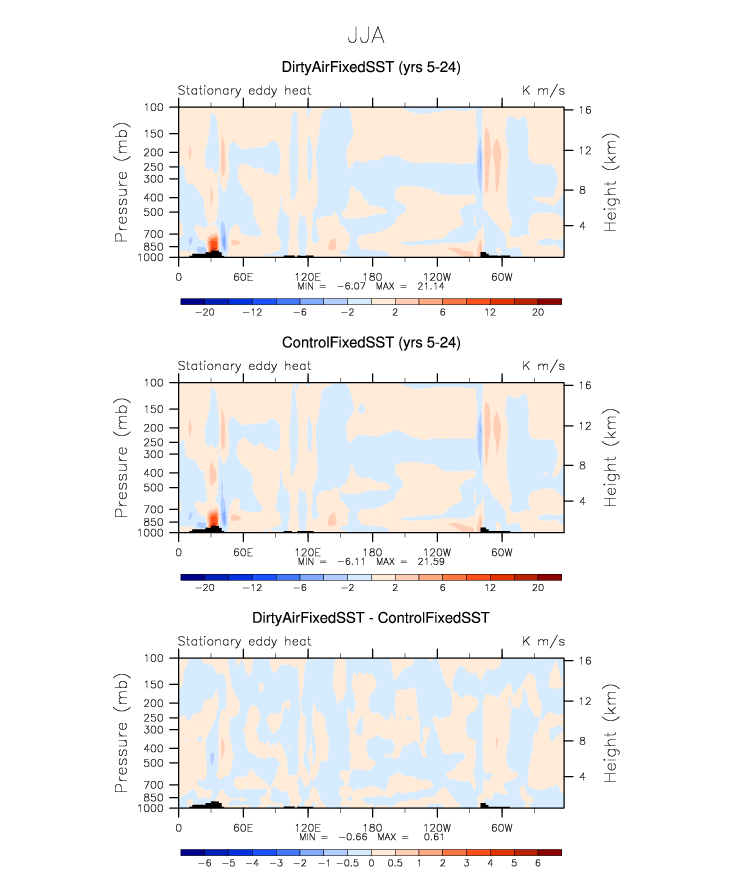 JJA
DirtyAirFixedSST (yrs 5-24)
Stationary eddy heat K m/s
Pressure (mb)
100
150
200
250
300
400
500
700
850
1000
16
12
8
4
Height (km)
0 60E 120E 180 120W 60W
MIN = -6.07 MAX = 21.14
-20 -12 -6 -2 2 6 12 20
ControlFixedSST (yrs 5-24)
Stationary eddy heat K m/s
Pressure (mb)
100
150
200
250
300
400
500
700
850
1000
16
12
8
4
Height (km)
0 60E 120E 180 120W 60W
MIN = -6.11 MAX = 21.59
-20 -12 -6 -2 2 6 12 20
DirtyAirFixedSST - ControlFixedSST
Stationary eddy heat K m/s
Pressure (mb)
100
150
200
250
300
400
500
700
850
1000
16
12
8
4
Height (km)
0 60E 120E 180 120W 60W
MIN = -0.66 MAX = 0.61
-6 -5 -4 -3 -2 -1 -0.5 0 0.5 1 2 3 4 5 6